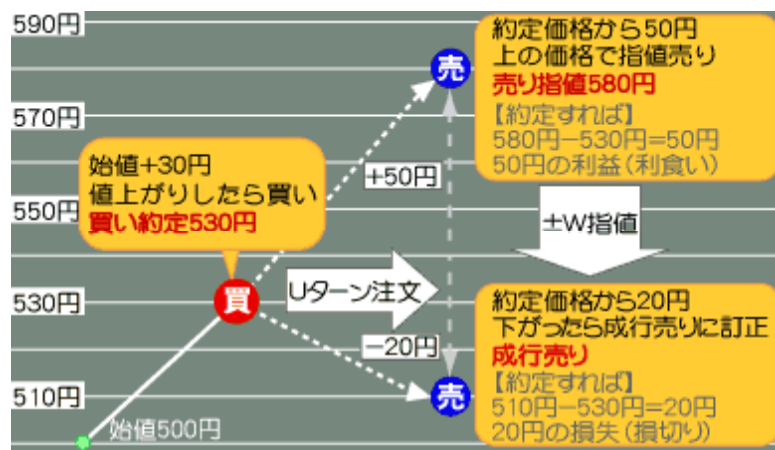 590円
570円
550円
530円
510円
約定価格から50円
上の価格で指値売り
売り指値580円
【約定すれば】
580円－530円=50円
50円の利益(利食い)
売
+50円
始値+30円
値上がりしたら買い
買い約定530円
±W指値
買
Uターン注文
－20円
売
始値500円
約定価格から20円
下がったら成行売りに訂正
成行売り
【約定すれば】
510円－530円=20円
20円の損失(損切り)